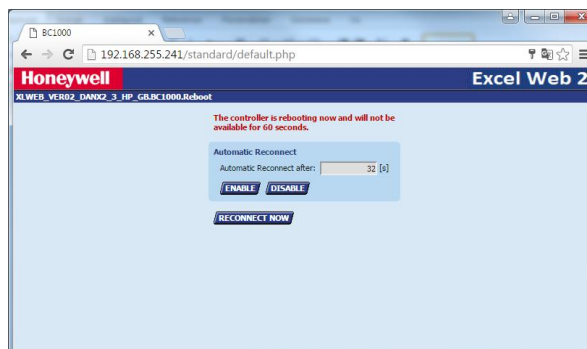 BC1000
192.168.255.241/standard/default.php
Honeywell
Excel Web 2
XLWEB_VER02_DANX2_3_HP_GB.BC1000.Reboot
The controller is rebooting now and will not be
available for 60 seconds.
Automatic Reconnect
Automatic Reconnect after: 32 [s]
ENABLE DISABLE
RECONNECT NOW